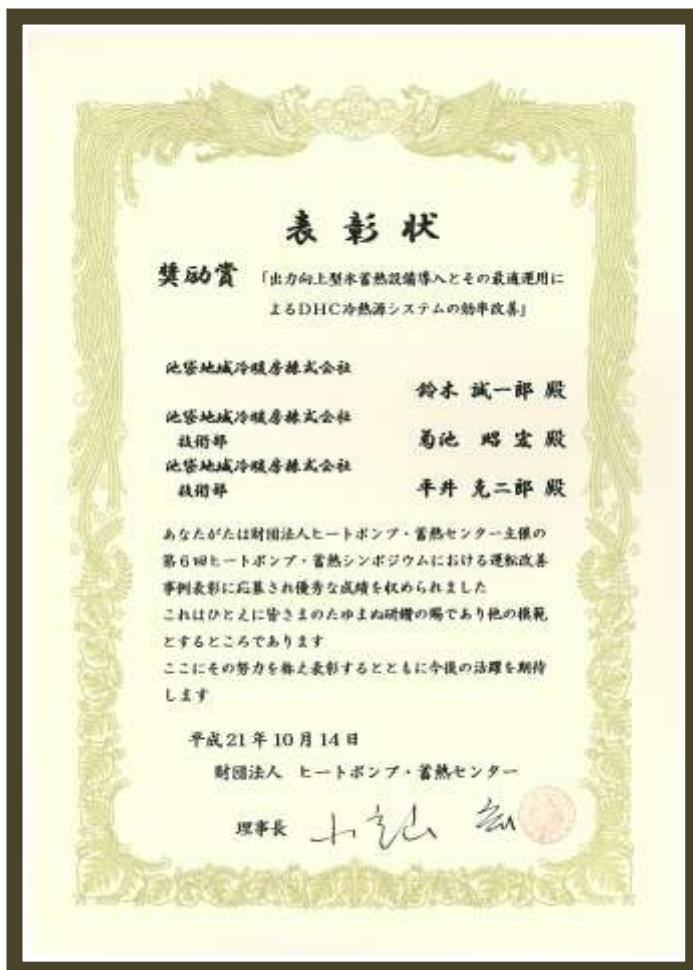 表彰状
奨励賞 「出力向上型氷蓄熱設備導入とその最適運用に
よるDHC冷熱源システムの効率改善」
池袋地域冷暖房株式会社
鈴木 誠一郎 殿
池袋地域冷暖房株式会社
技術部 菊池 昭宏 殿
池袋地域冷暖房株式会社
技術部 平井 克二郎 殿
あなたがたは財団法人ヒートポンプ・蓄熱センター主催の
第6回ヒートポンプ・蓄熱シンポジウムにおける運転改善
事例表彰に応募され優秀な成績を収められました
これはひとえに皆さまのたゆまぬ研鑽の賜であり他の模範
とするところであります
ここにその努力を称え表彰するとともに今後の活躍を期待
します
平成21年10月14日
財団法人 ヒートポンプ・蓄熱センター
理事長